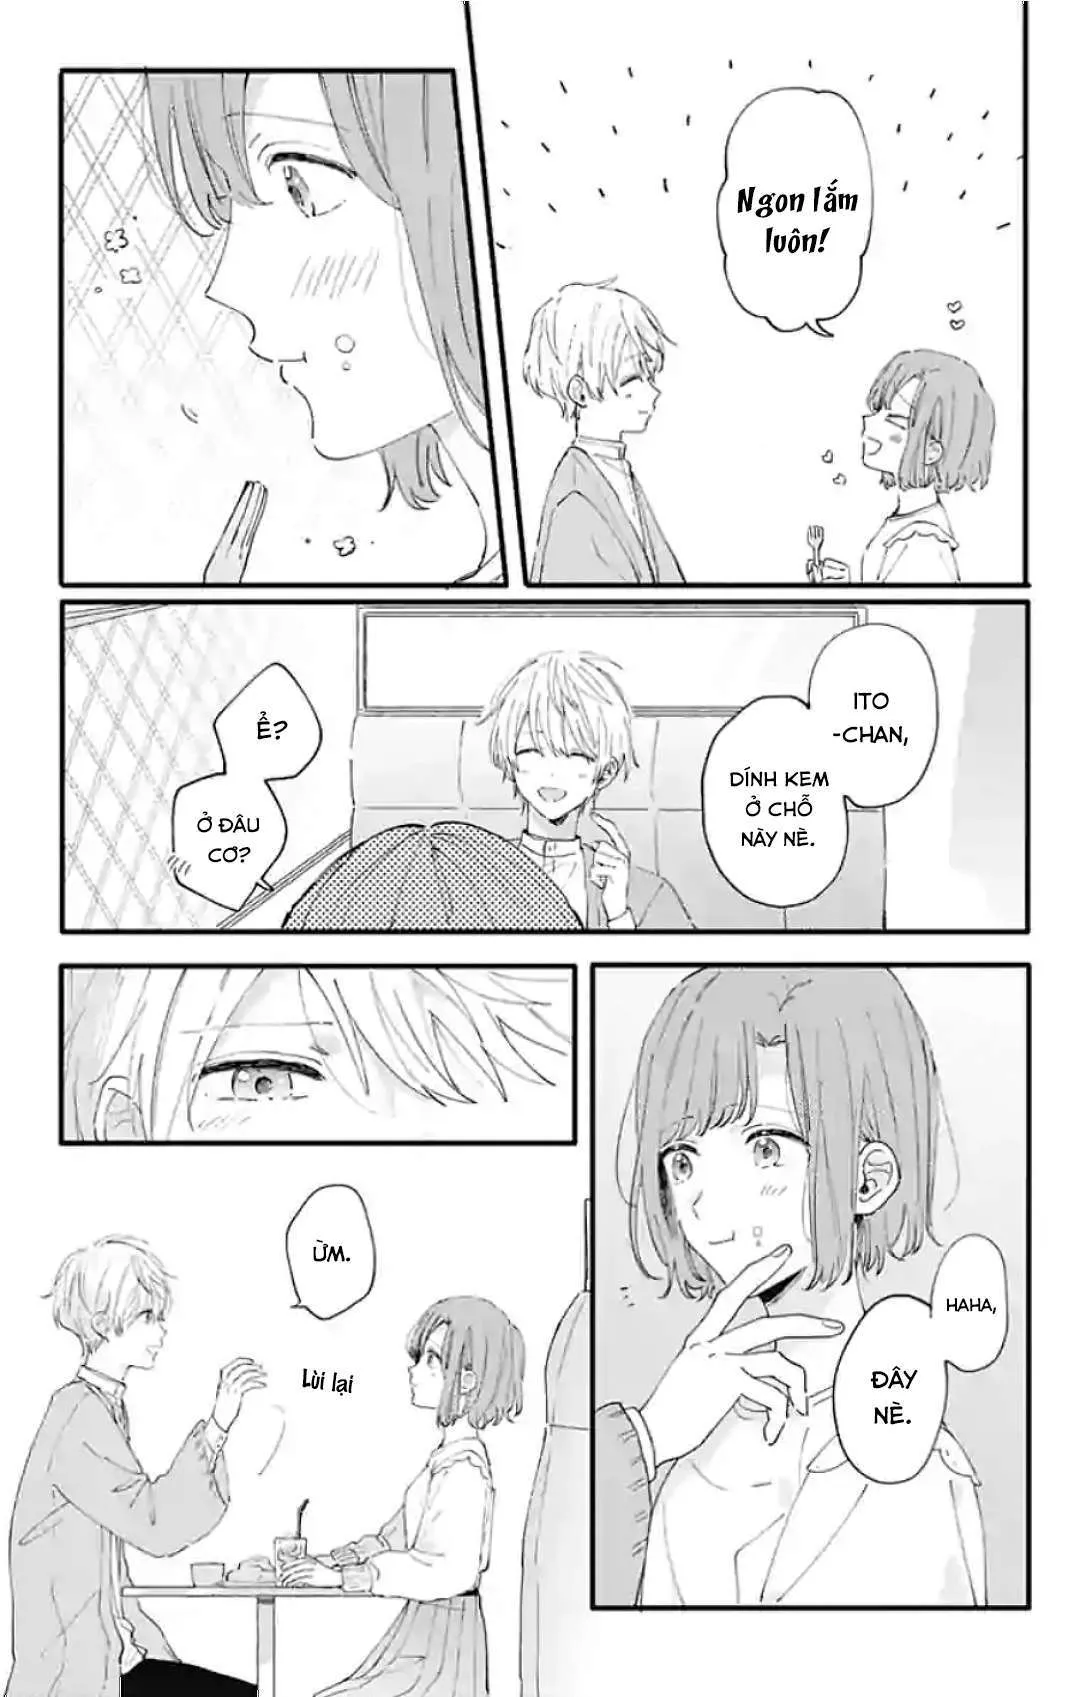 Ngon lắm
luôn!
ITO
-CHAN,
DÍNH KEM
Ở CHỖ
NÀY NÈ.
Ể?
Ở ĐÂU
CƠ?
HAHA,
ĐÂY
NÈ.
ỪM.
Lùi lại